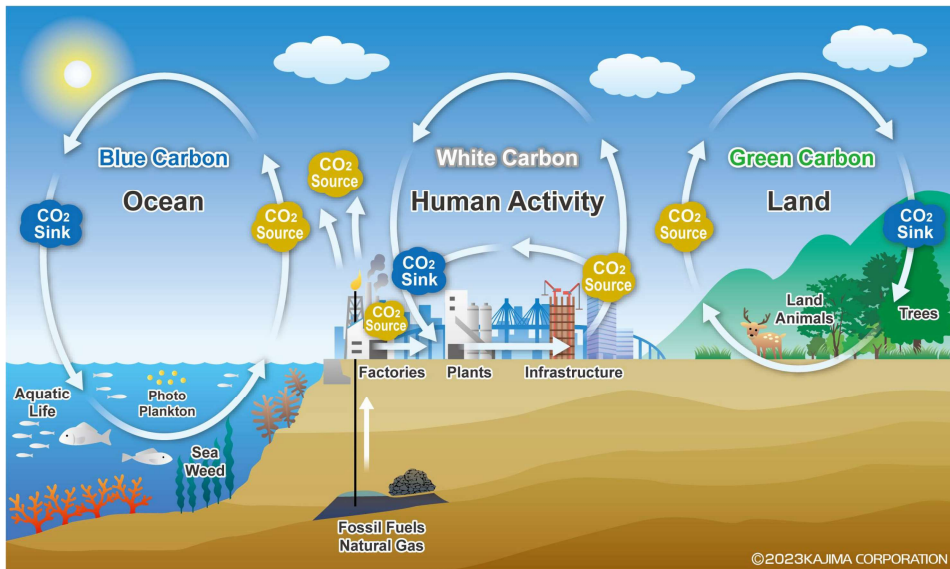 Blue Carbon
Ocean
CO2
Sink
CO2
Source
CO2
Source
White Carbon
Human Activity
CO2
Sink
CO2
Source
CO2
Source
Green Carbon
Land
CO2
Source
CO2
Sink
Land
Animals
Trees
Aquatic
Life
Photo
Plankton
Sea
Weed
Factories
Plants
Infrastructure
Fossil Fuels
Natural Gas
©2023KAJIMA CORPORATION